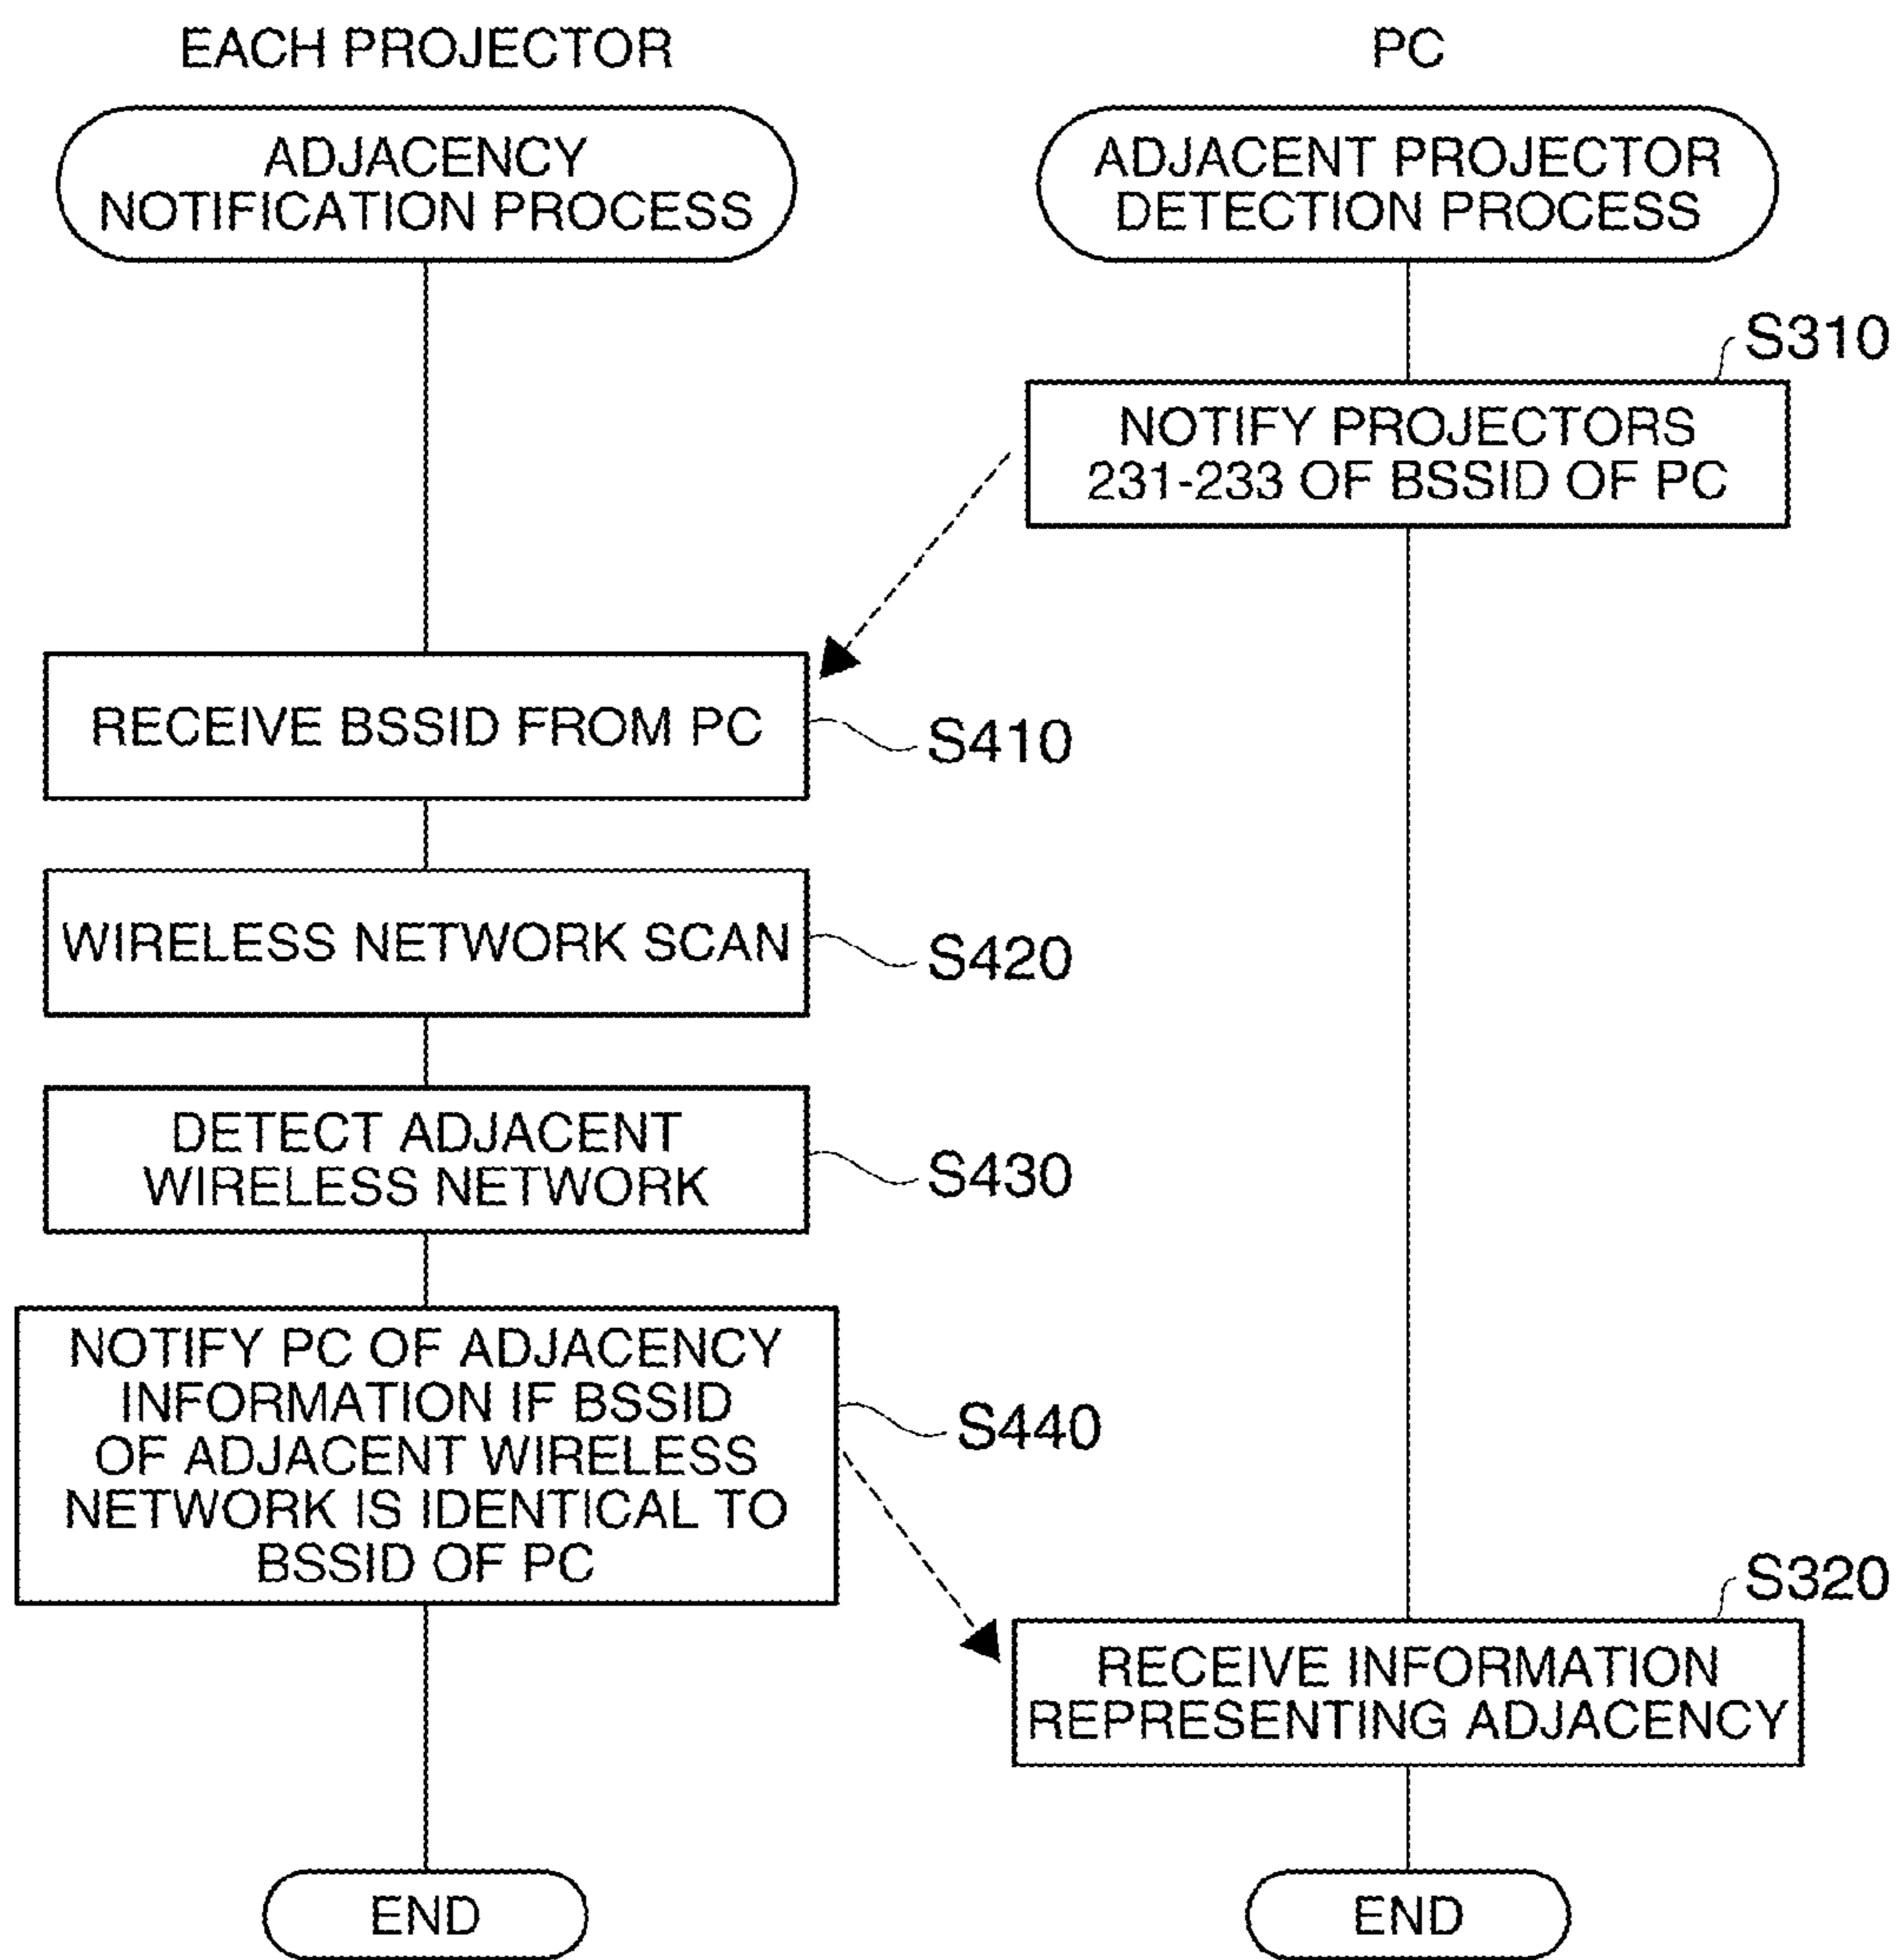 EACH PROJECTOR
PC
ADJACENCY
NOTIFICATION PROCESS
ADJACENT PROJECTOR
DETECTION PROCESS
S310
NOTIFY PROJECTORS
231-233 OF BSSID OF PC
RECEIVE BSSID FROM PC
S410
WIRELESS NETWORK SCAN
S420
DETECT ADJACENT
WIRELESS NETWORK
S430
NOTIFY PC OF ADJACENCY
INFORMATION IF BSSID
OF ADJACENT WIRELESS
NETWORK IS IDENTICAL TO
BSSID OF PC
S440
S320
RECEIVE INFORMATION
REPRESENTING ADJACENCY
END
END